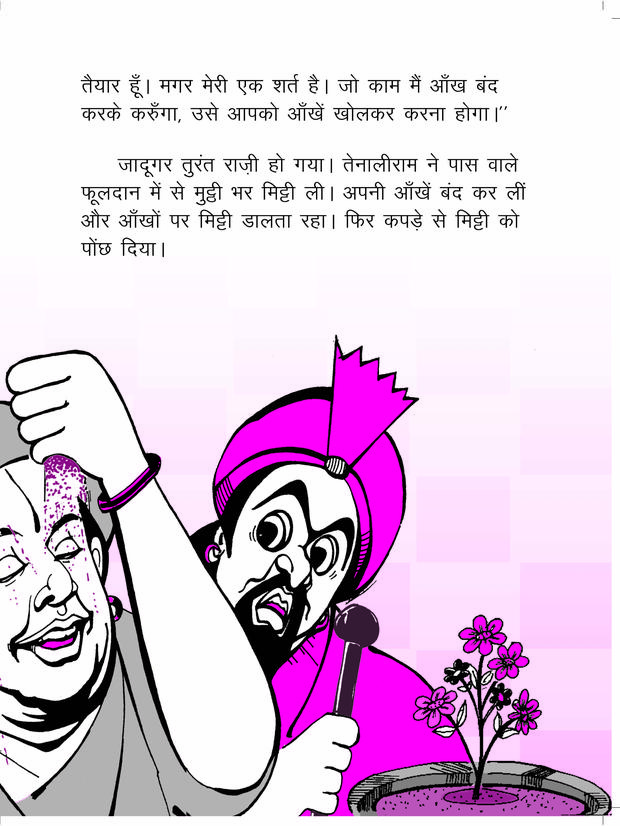 तैयार हूँ। मगर मेरी एक शर्त है। जो काम मैं आँख बंद
करके करुँगा, उसे आपको आँखें खोलकर करना होगा।’’
जादूगर तुरंत राज़ी हो गया। तेनालीराम ने पास वाले
फूलदान में से मुट्ठी भर मिट्टी ली। अपनी आँखें बंद कर लीं
और आँखों पर मिट्टी डालता रहा। फिर कपड़े से मिट्टी को
पोंछ दिया।